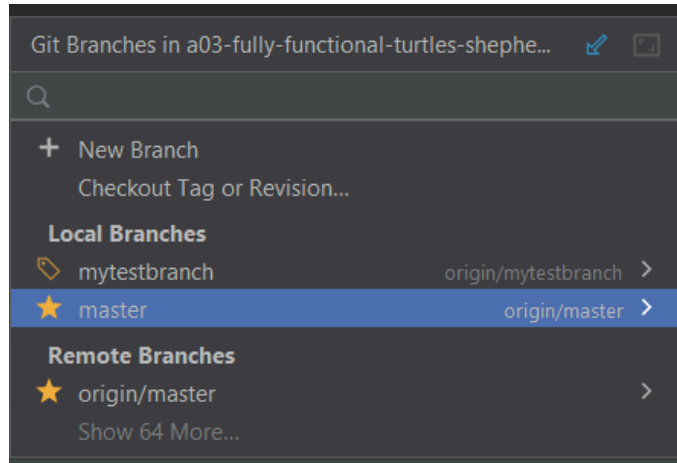 Git Branches in a03-fully-functional-turtles-shephe...
New Branch
Checkout Tag or Revision...
Local Branches
mytestbranch origin/mytestbranch
master origin/master
Remote Branches
origin/master
Show 64 More...